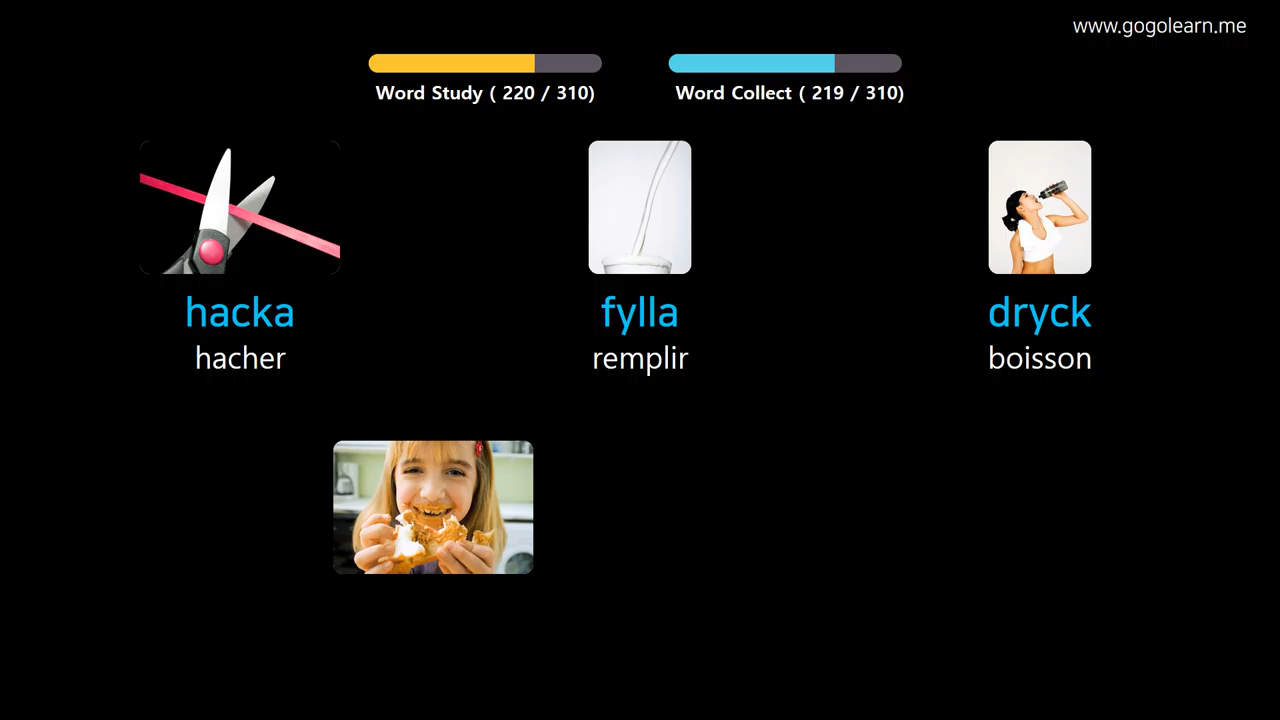 www.gogolearn.me
Word Study ( 220 / 310)
Word Collect ( 219 / 310)
hacka
fylla
dryck
hacher
remplir
boisson